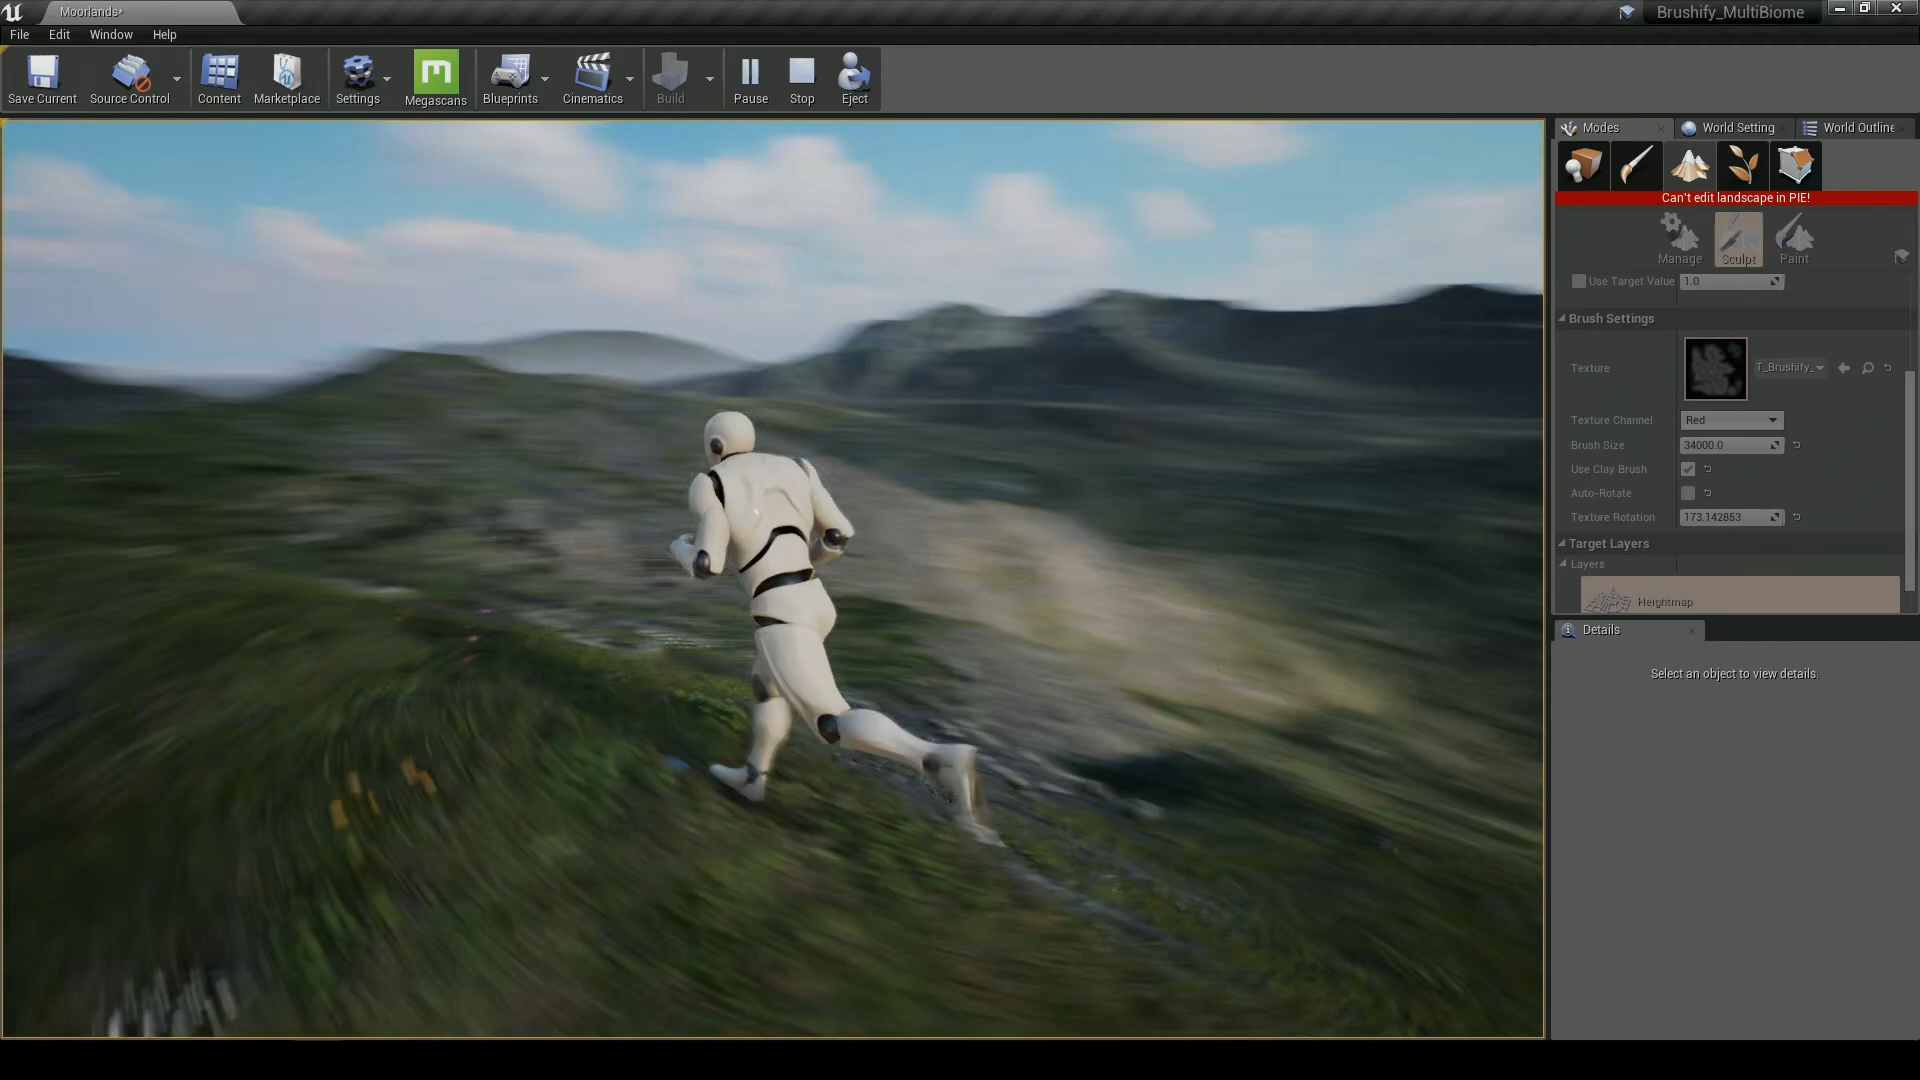 Moorlands*
Brushify_MultiBiome
File Edit Window Help
Save Current Source Control Content Marketplace Settings Megascans Blueprints Cinematics Build Pause Stop Eject
Modes World Setting World Outline
Can't edit landscape in PIE!
Manage Sculpt Paint
Use Target Value 1.0
Brush Settings
Texture T_Brushify_
Texture Channel Red
Brush Size 34000.0
Use Clay Brush
Auto-Rotate
Texture Rotation 173.142853
Target Layers
Layers
Heightmap
Details
Select an object to view details.